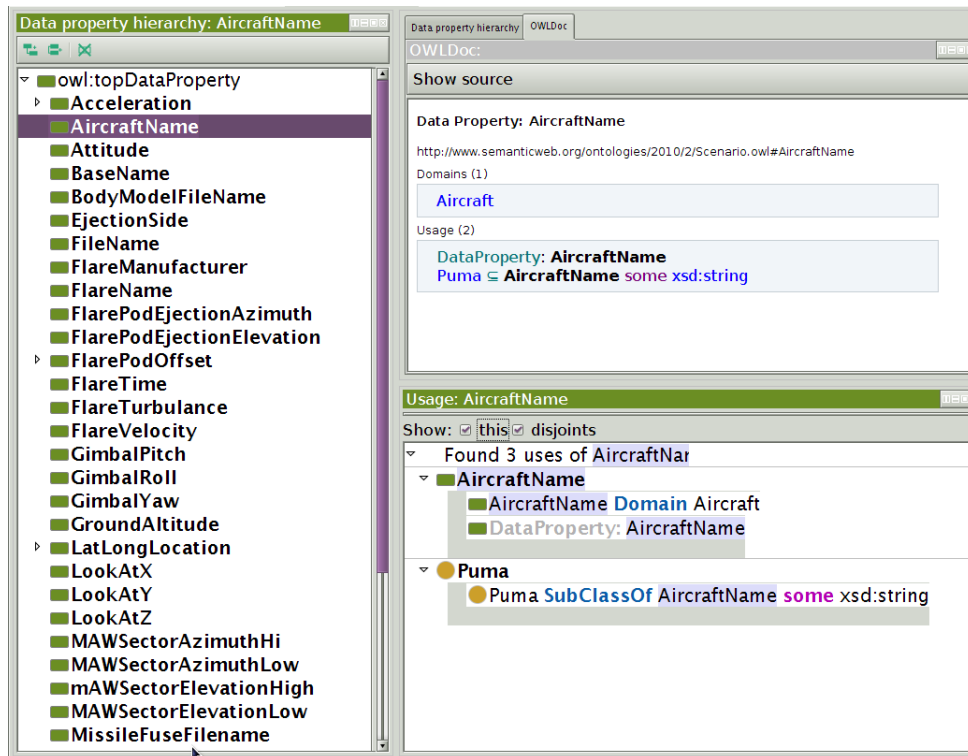 Data property hierarchy: AircraftName
owl:topDataProperty
Acceleration
AircraftName
Attitude
BaseName
BodyModelFileName
EjectionSide
FileName
FlareManufacturer
FlareName
FlarePodEjectionAzimuth
FlarePodEjectionElevation
FlarePodOffset
FlareTime
FlareTurbulance
FlareVelocity
GimbalPitch
GimbalRoll
GimbalYaw
GroundAltitude
LatLongLocation
LookAtX
LookAtY
LookAtZ
MAWSectorAzimuthHi
MAWSectorAzimuthLow
mAWSectorElevationHigh
MAWSectorElevationLow
MissileFuseFilename
Data property hierarchy OWLDoc
OWLDoc:
Show source
Data Property: AircraftName
http://www.semanticweb.org/ontologies/2010/2/Scenario.owl#AircraftName
Domains (1)
Aircraft
Usage (2)
DataProperty: AircraftName
Puma ⊆ AircraftName some xsd:string
Usage: AircraftName
Show: this disjoints
Found 3 uses of AircraftNar
AircraftName
AircraftName Domain Aircraft
DataProperty: AircraftName
Puma
Puma SubClassOf AircraftName some xsd:string